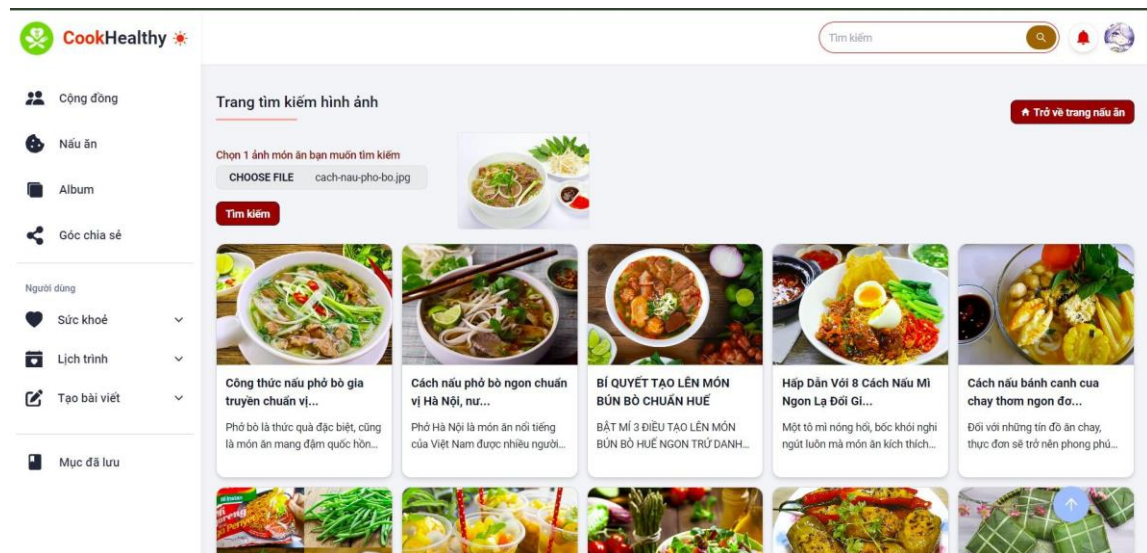 CookHealthy
Tìm kiếm
Cộng đồng
Nấu ăn
Album
Góc chia sẻ
Người dùng
Sức khoẻ
Lịch trình
Tạo bài viết
Mục đã lưu
Trang tìm kiếm hình ảnh
Trở về trang nấu ăn
Chọn 1 ảnh món ăn bạn muốn tìm kiếm
CHOOSE FILE cach-nau-pho-bo.jpg
Tìm kiếm
Công thức nấu phở bò gia
truyền chuẩn vị...
Phở bò là thức quà đặc biệt, cũng
là món ăn mang đậm quốc hồn...
Cách nấu phở bò ngon chuẩn
vị Hà Nội, nư...
Phở Hà Nội là món ăn nổi tiếng
của Việt Nam được nhiều người...
BÍ QUYẾT TẠO LÊN MÓN
BÚN BÒ CHUẨN HUẾ
BẬT MÍ 3 ĐIỀU TẠO LÊN MÓN
BÚN BÒ HUẾ NGON TRỨ DANH...
Hấp Dẫn Với 8 Cách Nấu Mì
Ngon Lạ Đổi Gi...
Một tô mì nóng hổi, bốc khói nghi
ngút luôn mà món ăn kích thích...
Cách nấu bánh canh cua
chay thơm ngon đơ...
Đối với những tín đồ ăn chay,
thực đơn sẽ trở nên phong phú...